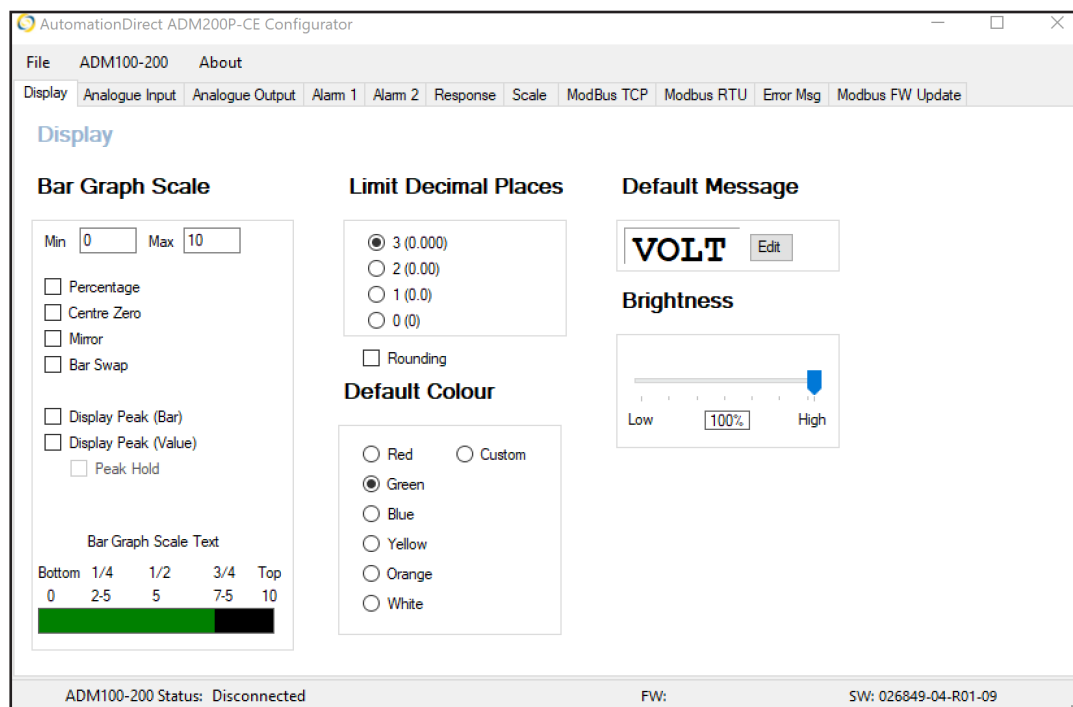 AutomationDirect ADM200P-CE Configurator
File ADM100-200 About
Display Analogue Input Analogue Output Alarm 1 Alarm 2 Response Scale ModBus TCP Modbus RTU Error Msg Modbus FW Update
Display
Bar Graph Scale
Min 0 Max 10
Percentage
Centre Zero
Mirror
Bar Swap
Display Peak (Bar)
Display Peak (Value)
Peak Hold
Bar Graph Scale Text
Bottom 1/4 1/2 3/4 Top
0 2-5 5 7-5 10
Limit Decimal Places
3 (0.000)
2 (0.00)
1 (0.0)
0 (0)
Rounding
Default Colour
Red Custom
Green
Blue
Yellow
Orange
White
Default Message
VOLT Edit
Brightness
Low 100% High
ADM100-200 Status: Disconnected FW: SW: 026849-04-R01-09